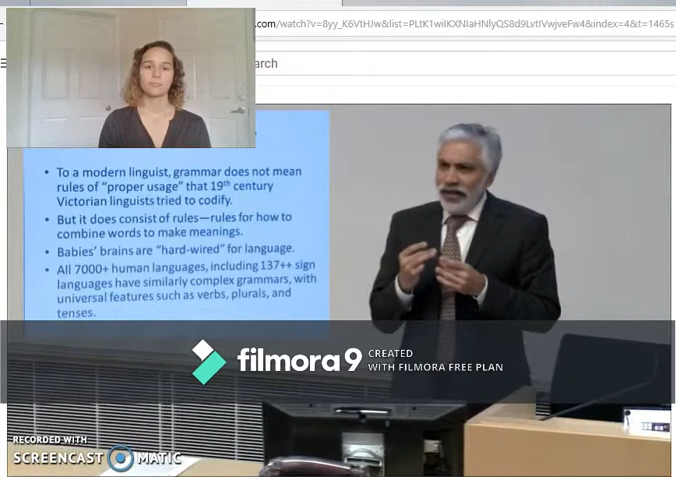 .com/watch?v=8yy_K6VtHJw&list=PLtK1wiIKXNIaHNlyQS8d9LvtIVwjveFw4&index=4&t=1465s
arch
• To a modern linguist, grammar does not mean
rules of “proper usage” that 19th century
Victorian linguists tried to codify.
• But it does consist of rules—rules for how to
combine words to make meanings.
• Babies’ brains are “hard-wired” for language.
• All 7000+ human languages, including 137++ sign
languages have similarly complex grammars, with
universal features such as verbs, plurals, and
tenses.
filmora9 CREATED
WITH FILMORA FREE PLAN
RECORDED WITH
SCREENCAST MATIC